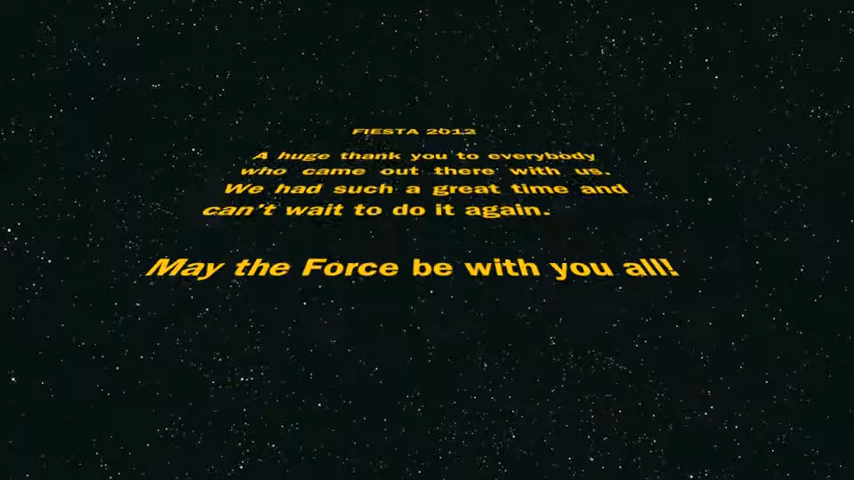 FIESTA 2012
A huge thank you to everybody
who came out there with us.
We had such a great time and
can't wait to do it again.
May the Force be with you all!